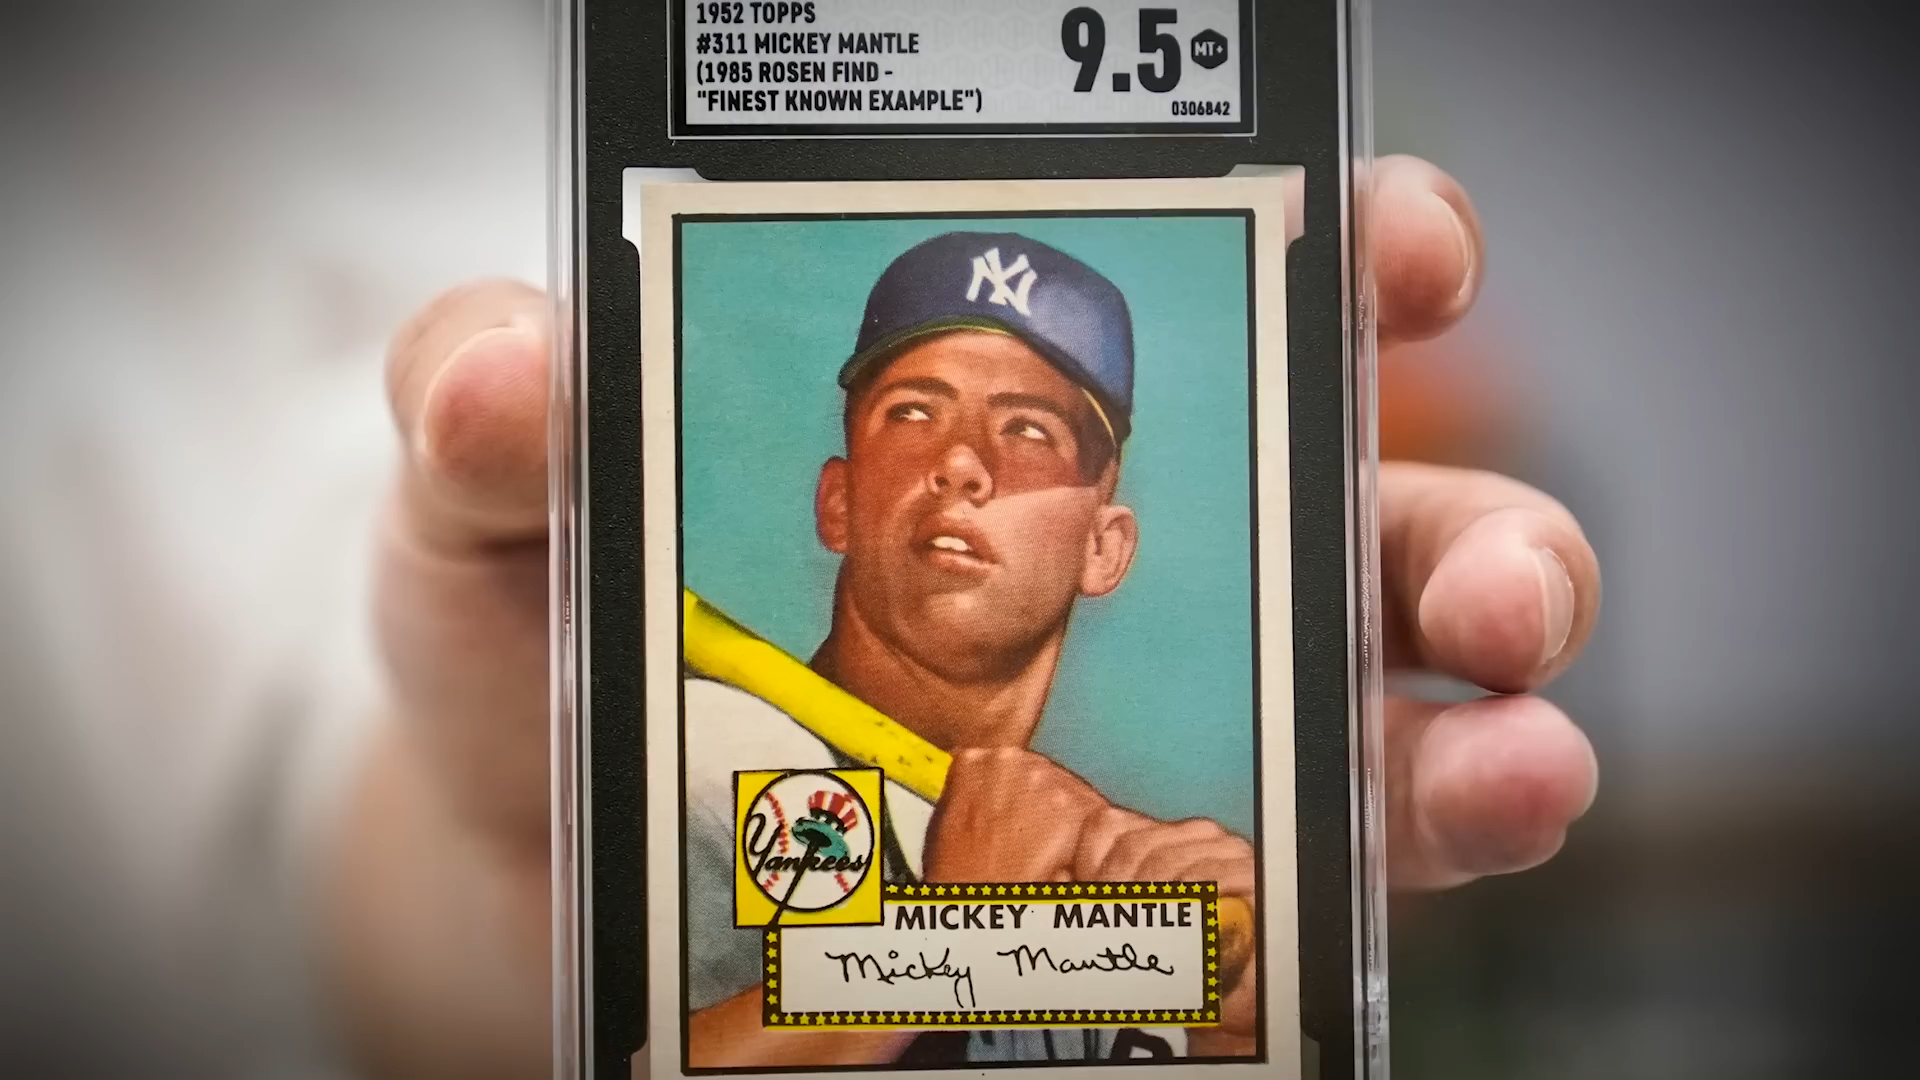 1952 TOPPS
#311 MICKEY MANTLE
(1985 ROSEN FIND -
"FINEST KNOWN EXAMPLE")
9.5 MT+
0306842
NY
Yankees
MICKEY MANTLE
Mickey Mantle